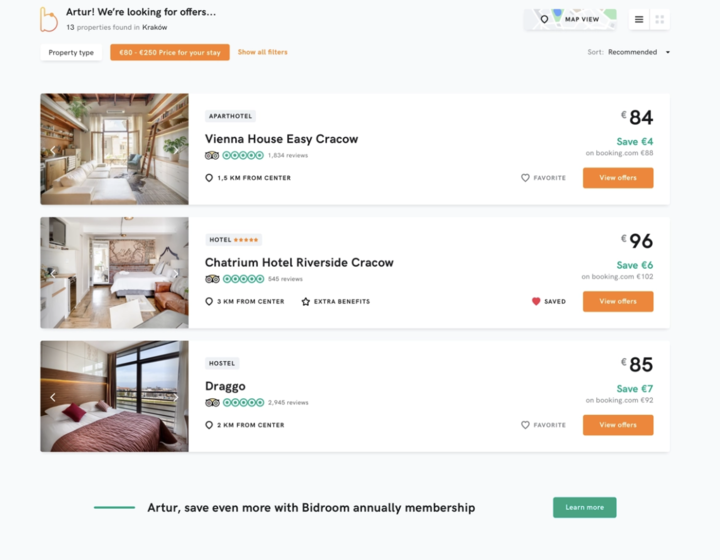 Artur! We're looking for offers...
13 properties found in Kraków
MAP VIEW
Property type
€80 - €250 Price for your stay
Show all filters
Sort: Recommended
APARTHOTEL
Vienna House Easy Cracow
1,834 reviews
1,5 KM FROM CENTER
€ 84
Save €4
on booking.com €88
FAVORITE
View offers
HOTEL
Chatrium Hotel Riverside Cracow
545 reviews
3 KM FROM CENTER
EXTRA BENEFITS
€ 96
Save €6
on booking.com €102
SAVED
View offers
HOSTEL
Draggo
2,945 reviews
2 KM FROM CENTER
€ 85
Save €7
on booking.com €92
FAVORITE
View offers
Artur, save even more with Bidroom annually membership
Learn more